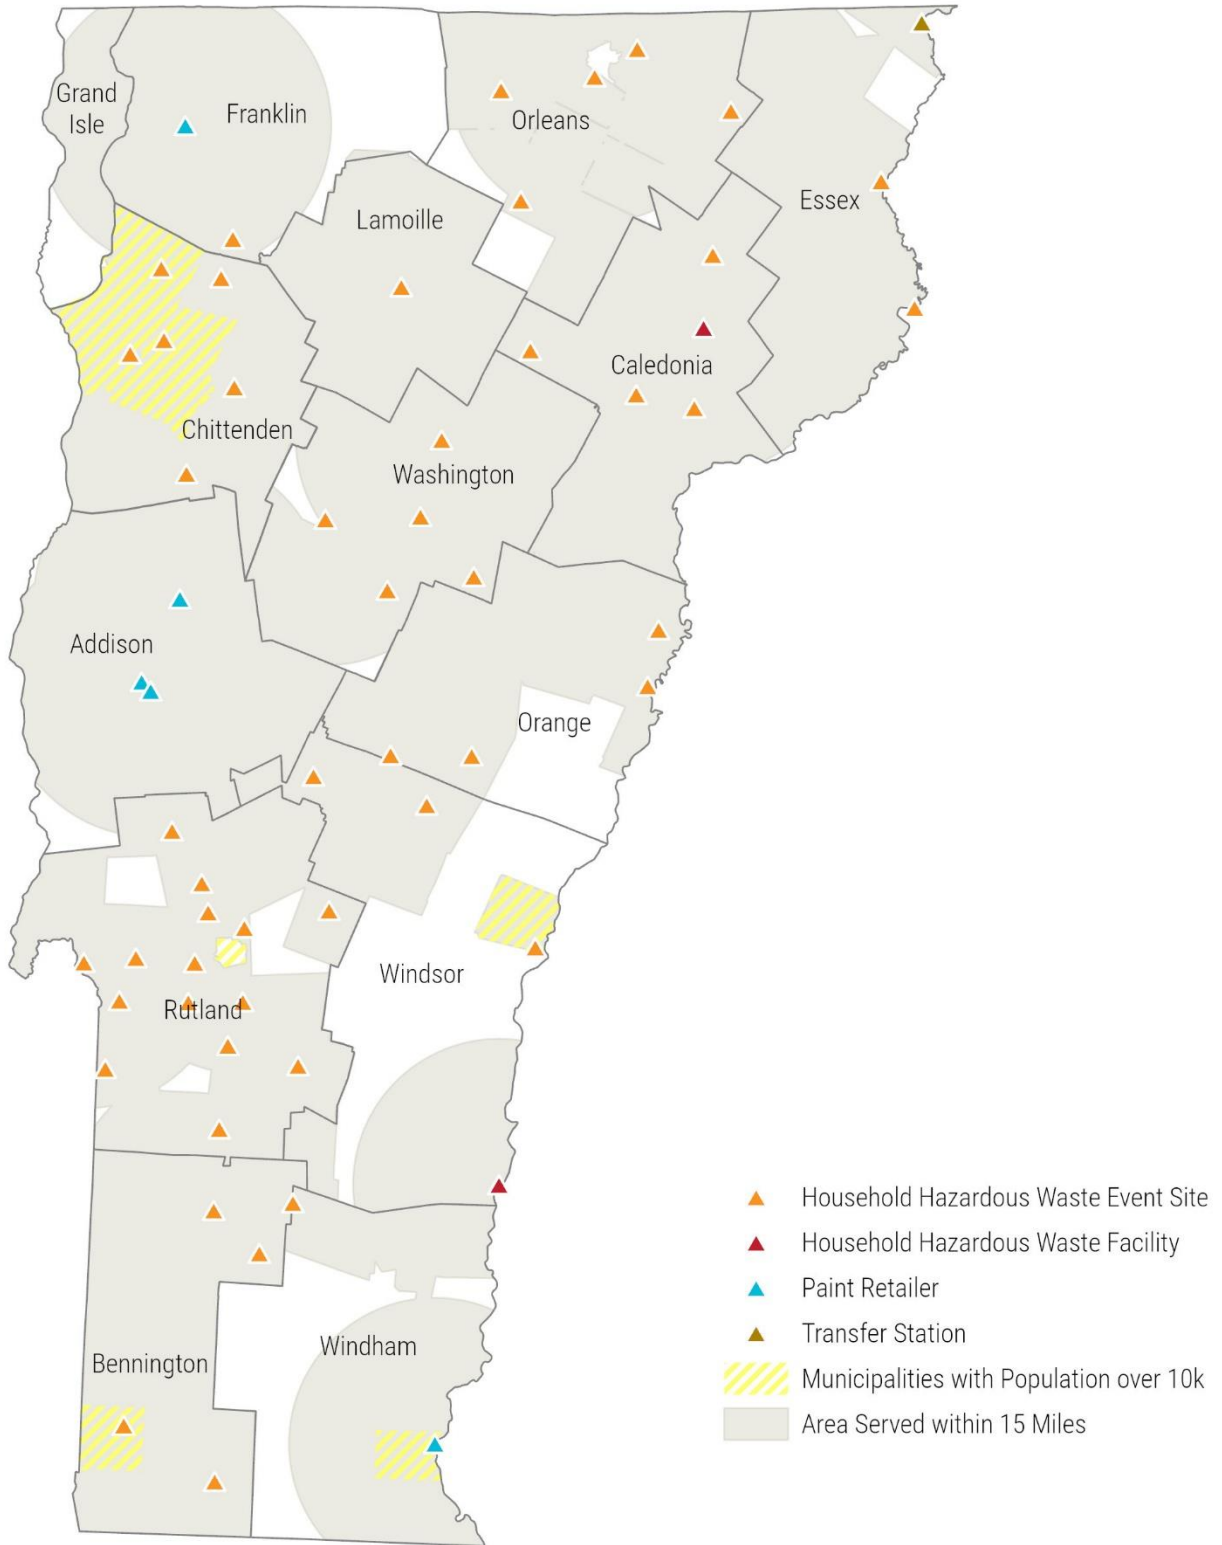 Grand
Isle
Franklin
Orleans
Essex
Lamoille
Caledonia
Chittenden
Washington
Addison
Orange
Windsor
Rutland
Windham
Bennington
Household Hazardous Waste Event Site
Household Hazardous Waste Facility
Paint Retailer
Transfer Station
Municipalities with Population over 10k
Area Served within 15 Miles